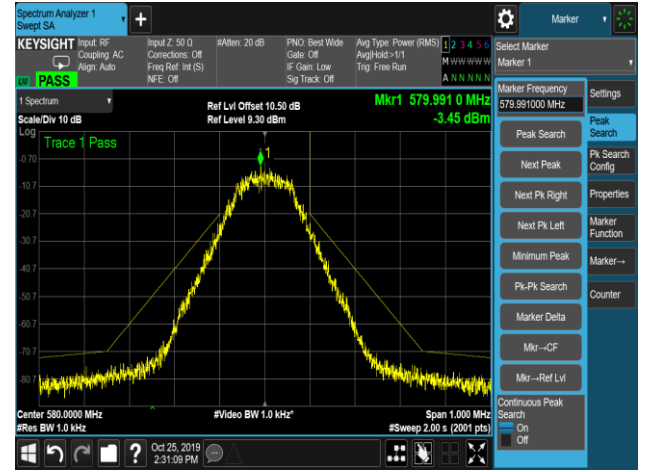 Spectrum Analyzer 1
Swept SA
+
Marker
KEYSIGHT
Input: RF
Coupling: AC
Align: Auto
PASS
Input Z: 50 Ω
Corrections: Off
Freq Ref: Int (S)
NFE: Off
#Atten: 20 dB
PNO: Best Wide
Gate: Off
IF Gain: Low
Sig Track: Off
Avg Type: Power (RMS)
Avg|Hold:>1/1
Trig: Free Run
1 2 3 4 5 6
M W W W W W
A N N N N N
Select Marker
Marker 1
1 Spectrum
Scale/Div 10 dB
Ref Lvl Offset 10.50 dB
Ref Level 9.30 dBm
Mkr1 579.991 0 MHz
-3.45 dBm
Log
Trace 1 Pass
1
-0.70
-10.7
-20.7
-30.7
-40.7
-50.7
-60.7
-70.7
-80.7
Center 580.0000 MHz
#Res BW 1.0 kHz
#Video BW 1.0 kHz*
Span 1.000 MHz
#Sweep 2.00 s (2001 pts)
Marker Frequency
579.991000 MHz
Peak Search
Next Peak
Next Pk Right
Next Pk Left
Minimum Peak
Pk-Pk Search
Marker Delta
Mkr→CF
Mkr→Ref Lvl
Continuous Peak
Search
On
Off
Settings
Peak
Search
Pk Search
Config
Properties
Marker
Function
Marker→
Counter
?
Oct 25, 2019
2:31:09 PM